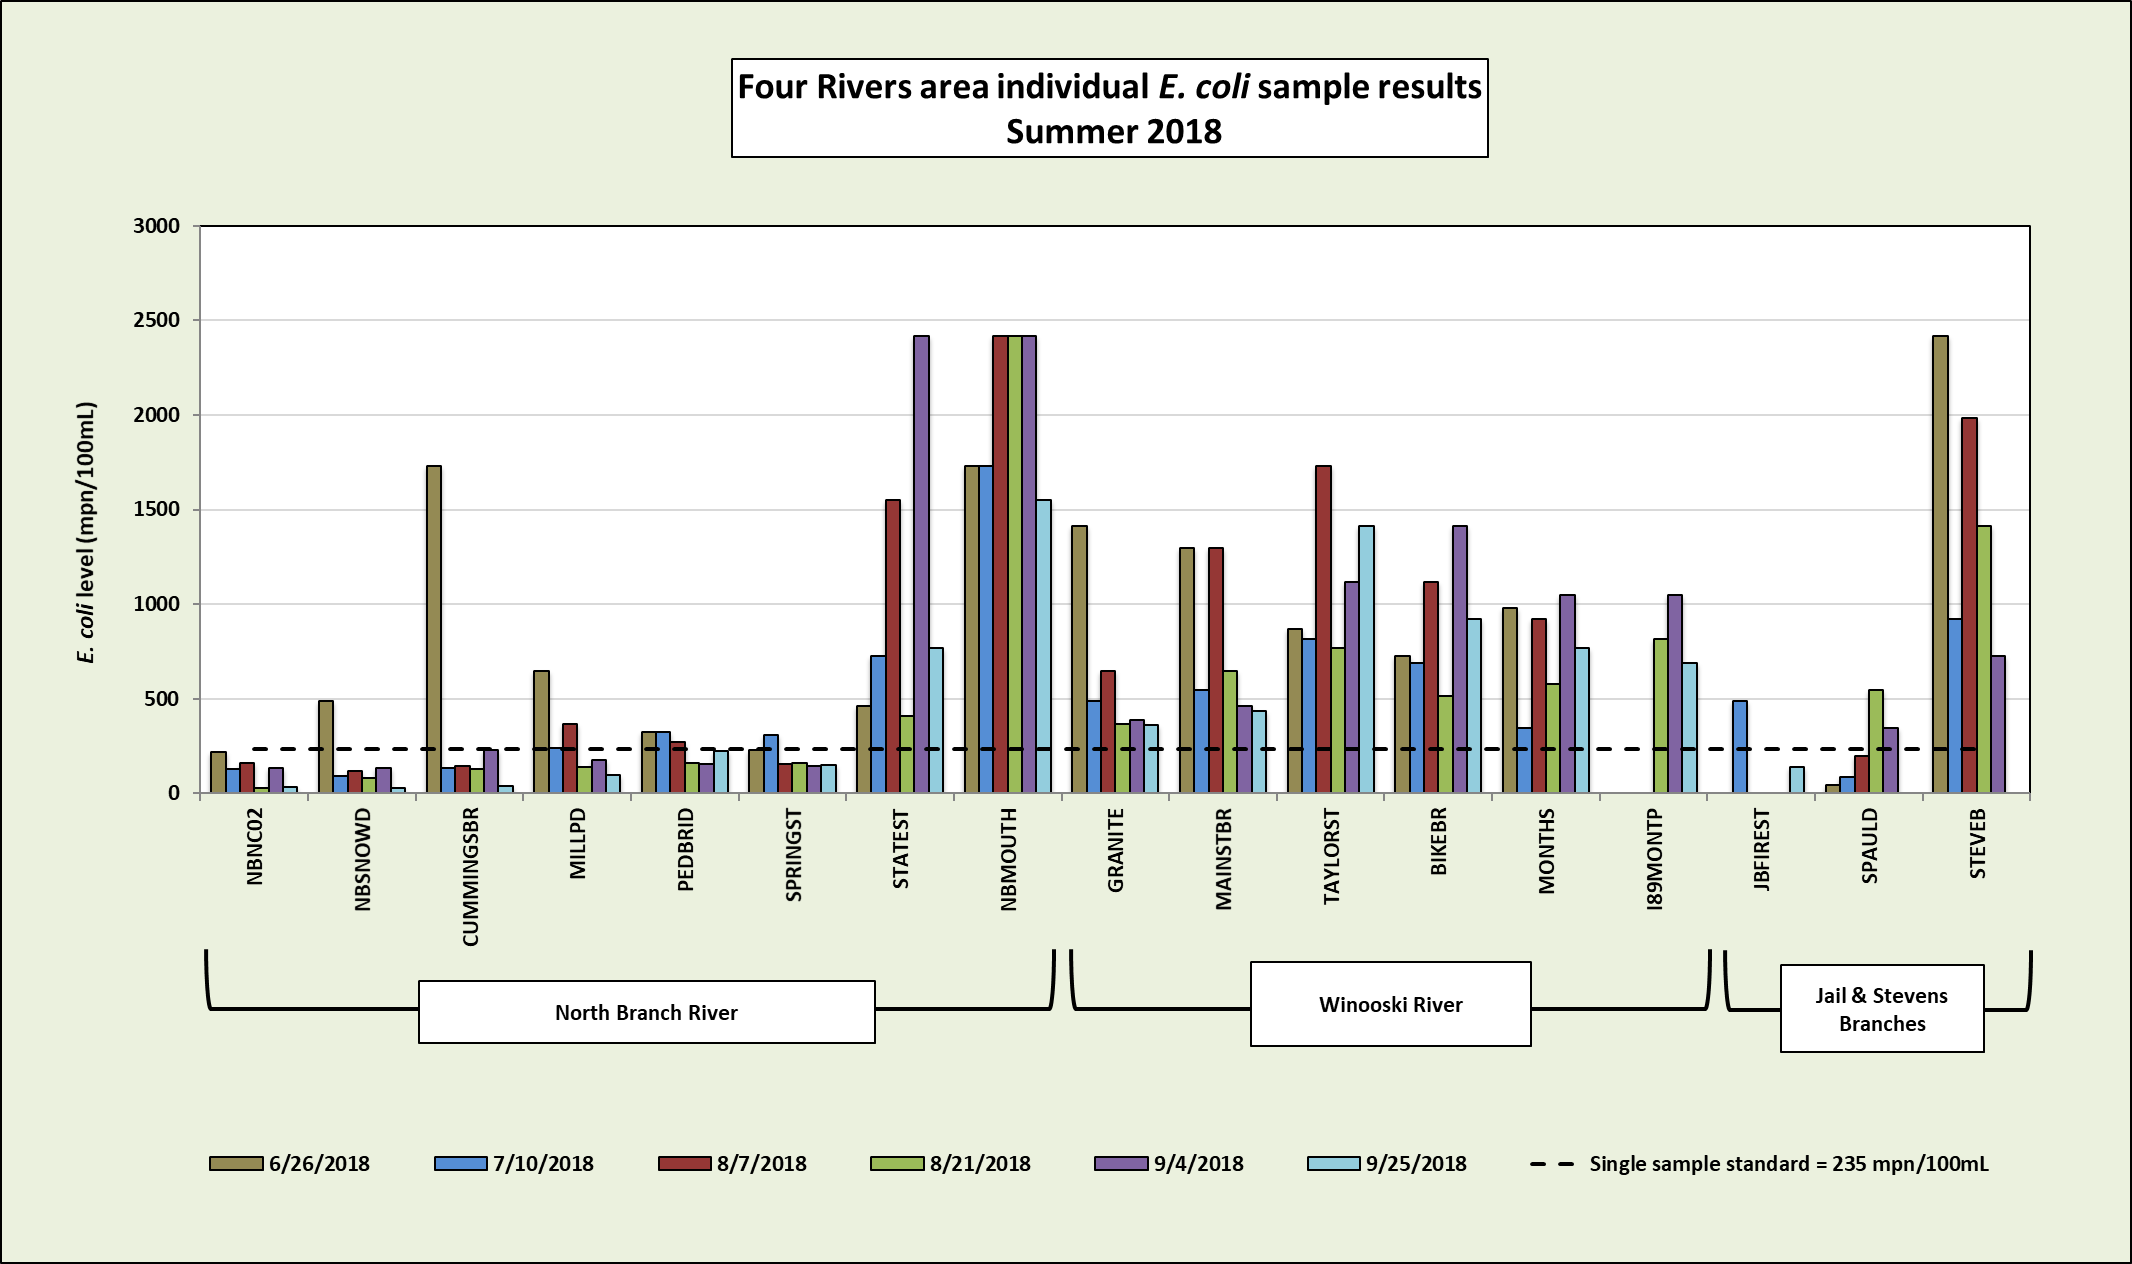 Four Rivers area individual E. coli sample results
Summer 2018
E. coli level (mpn/100mL)
3000
2500
2000
1500
1000
500
0
NBNC02
NBSNOWD
CUMMINGSBR
MILLPD
PEDBRID
SPRINGST
STATEST
NBMOUTH
GRANITE
MAINSTBR
TAYLORST
BIKEBR
MONTHS
I89MONTP
JBFIREST
SPAULD
STEVEB
North Branch River
Winooski River
Jail & Stevens
Branches
6/26/2018
7/10/2018
8/7/2018
8/21/2018
9/4/2018
9/25/2018
Single sample standard = 235 mpn/100mL